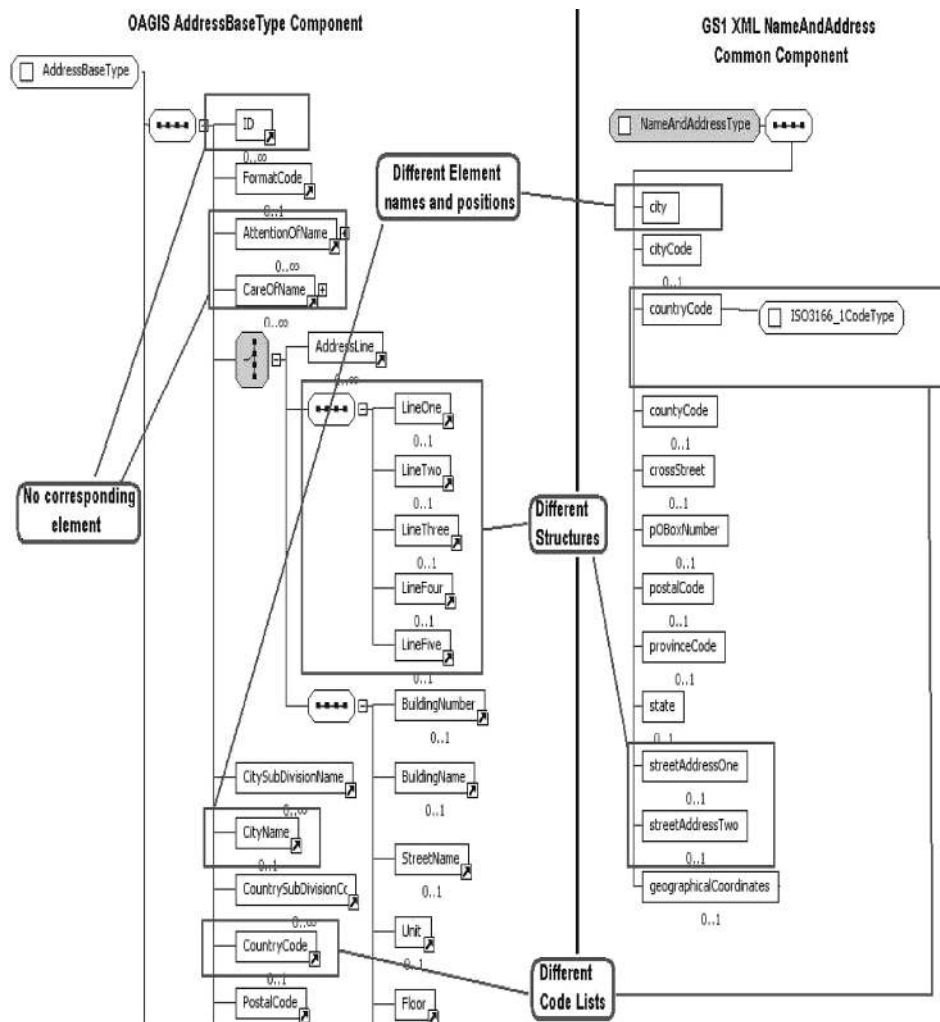 OAGIS AddressBaseType Component
AddressBaseType
ID
0..∞
FormatCode
0..1
AttentionOfName
0..∞
CareOfName
0..∞
AddressLine
0..∞
LineOne
0..1
LineTwo
0..1
LineThree
0..1
LineFour
0..1
LineFive
0..1
BuildingNumber
0..1
CitySubDivisionName
0..∞
BuildingName
0..1
CityName
0..1
StreetName
0..1
CountrySubDivisionCc
0..∞
Unit
0..1
CountryCode
0..1
PostalCode
Floor
No corresponding
element
Different Element
names and positions
Different
Structures
Different
Code Lists
GS1 XML NameAndAddress
Common Component
NameAndAddressType
city
cityCode
0..1
countryCode
ISO3166_1CodeType
countyCode
0..1
crossStreet
0..1
pOBoxNumber
0..1
postalCode
0..1
provinceCode
0..1
state
0..1
streetAddressOne
0..1
streetAddressTwo
0..1
geographicalCoordinates
0..1